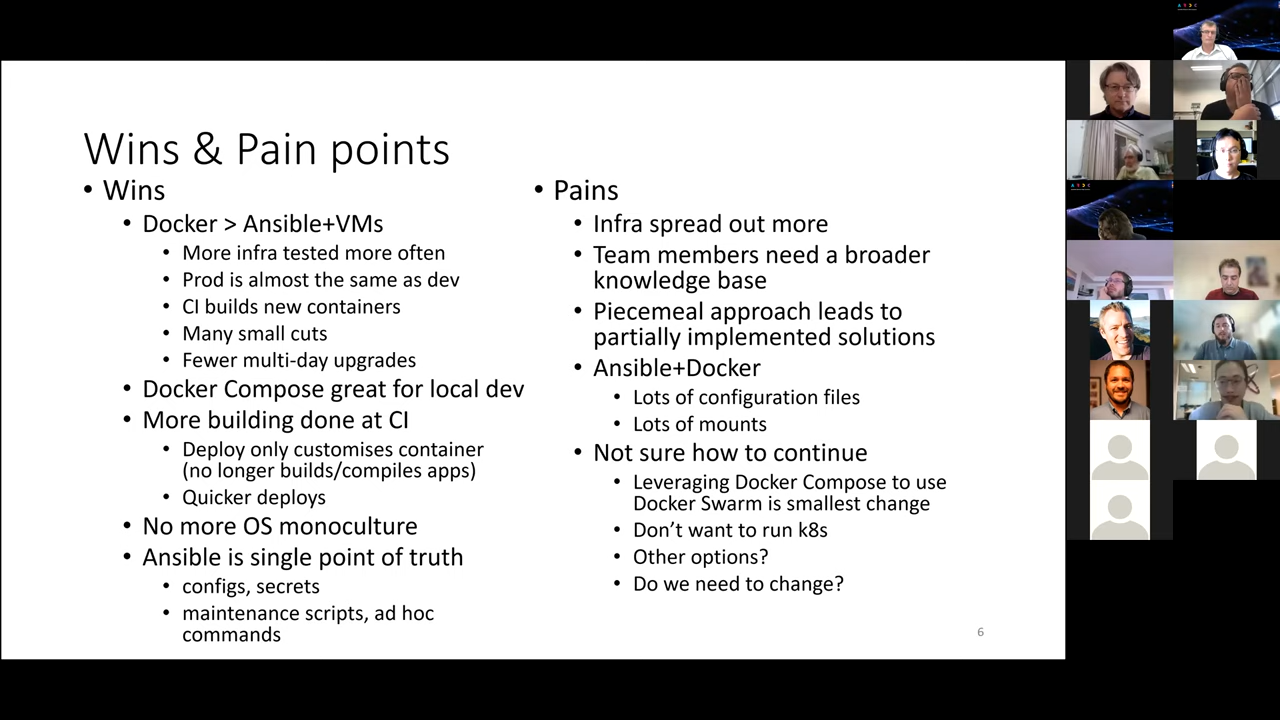 Wins & Pain points
• Wins
• Docker > Ansible+VMs
• More infra tested more often
• Prod is almost the same as dev
• CI builds new containers
• Many small cuts
• Fewer multi-day upgrades
• Docker Compose great for local dev
• More building done at CI
• Deploy only customises container
(no longer builds/compiles apps)
• Quicker deploys
• No more OS monoculture
• Ansible is single point of truth
• configs, secrets
• maintenance scripts, ad hoc
commands
• Pains
• Infra spread out more
• Team members need a broader
knowledge base
• Piecemeal approach leads to
partially implemented solutions
• Ansible+Docker
• Lots of configuration files
• Lots of mounts
• Not sure how to continue
• Leveraging Docker Compose to use
Docker Swarm is smallest change
• Don't want to run k8s
• Other options?
• Do we need to change?
6